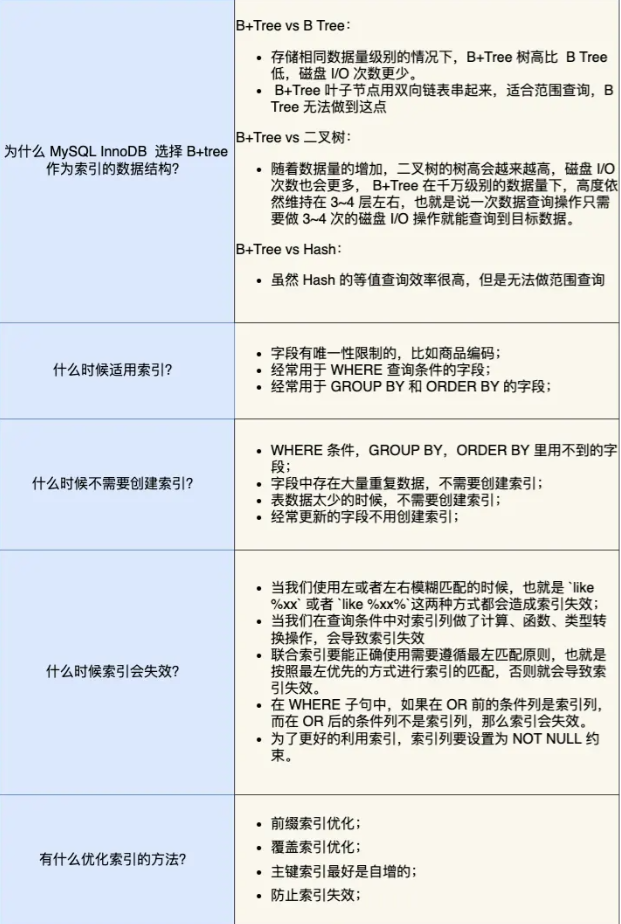 为什么 MySQL InnoDB 选择 B+tree
作为索引的数据结构?
B+Tree vs B Tree:
• 存储相同数据量级别的情况下，B+Tree 树高比 B Tree
低，磁盘 I/O 次数更少。
• B+Tree 叶子节点用双向链表串起来，适合范围查询，B
Tree 无法做到这点
B+Tree vs 二叉树:
• 随着数据量的增加，二叉树的树高会越来越高，磁盘 I/O
次数也会更多， B+Tree 在千万级别的数据量下，高度依
然维持在 3~4 层左右，也就是说一次数据查询操作只需
要做 3~4 次的磁盘 I/O 操作就能查询到目标数据。
B+Tree vs Hash:
• 虽然 Hash 的等值查询效率很高，但是无法做范围查询
什么时候适用索引?
• 字段有唯一性限制的，比如商品编码；
• 经常用于 WHERE 查询条件的字段；
• 经常用于 GROUP BY 和 ORDER BY 的字段；
什么时候不需要创建索引?
• WHERE 条件，GROUP BY，ORDER BY 里用不到的字
段；
• 字段中存在大量重复数据，不需要创建索引；
• 表数据太少的时候，不需要创建索引；
• 经常更新的字段不用创建索引；
什么时候索引会失效?
• 当我们使用左或者左右模糊匹配的时候，也就是 `like
%xx` 或者 `like %xx%`这两种方式都会造成索引失效；
• 当我们在查询条件中对索引列做了计算、函数、类型转
换操作，会导致索引失效
• 联合索引要能正确使用需要遵循最左匹配原则，也就是
按照最左优先的方式进行索引的匹配，否则就会导致索
引失效。
• 在 WHERE 子句中，如果在 OR 前的条件列是索引列，
而在 OR 后的条件列不是索引列，那么索引会失效。
• 为了更好的利用索引，索引列要设置为 NOT NULL 约
束。
有什么优化索引的方法?
• 前缀索引优化；
• 覆盖索引优化；
• 主键索引最好是自增的；
• 防止索引失效；